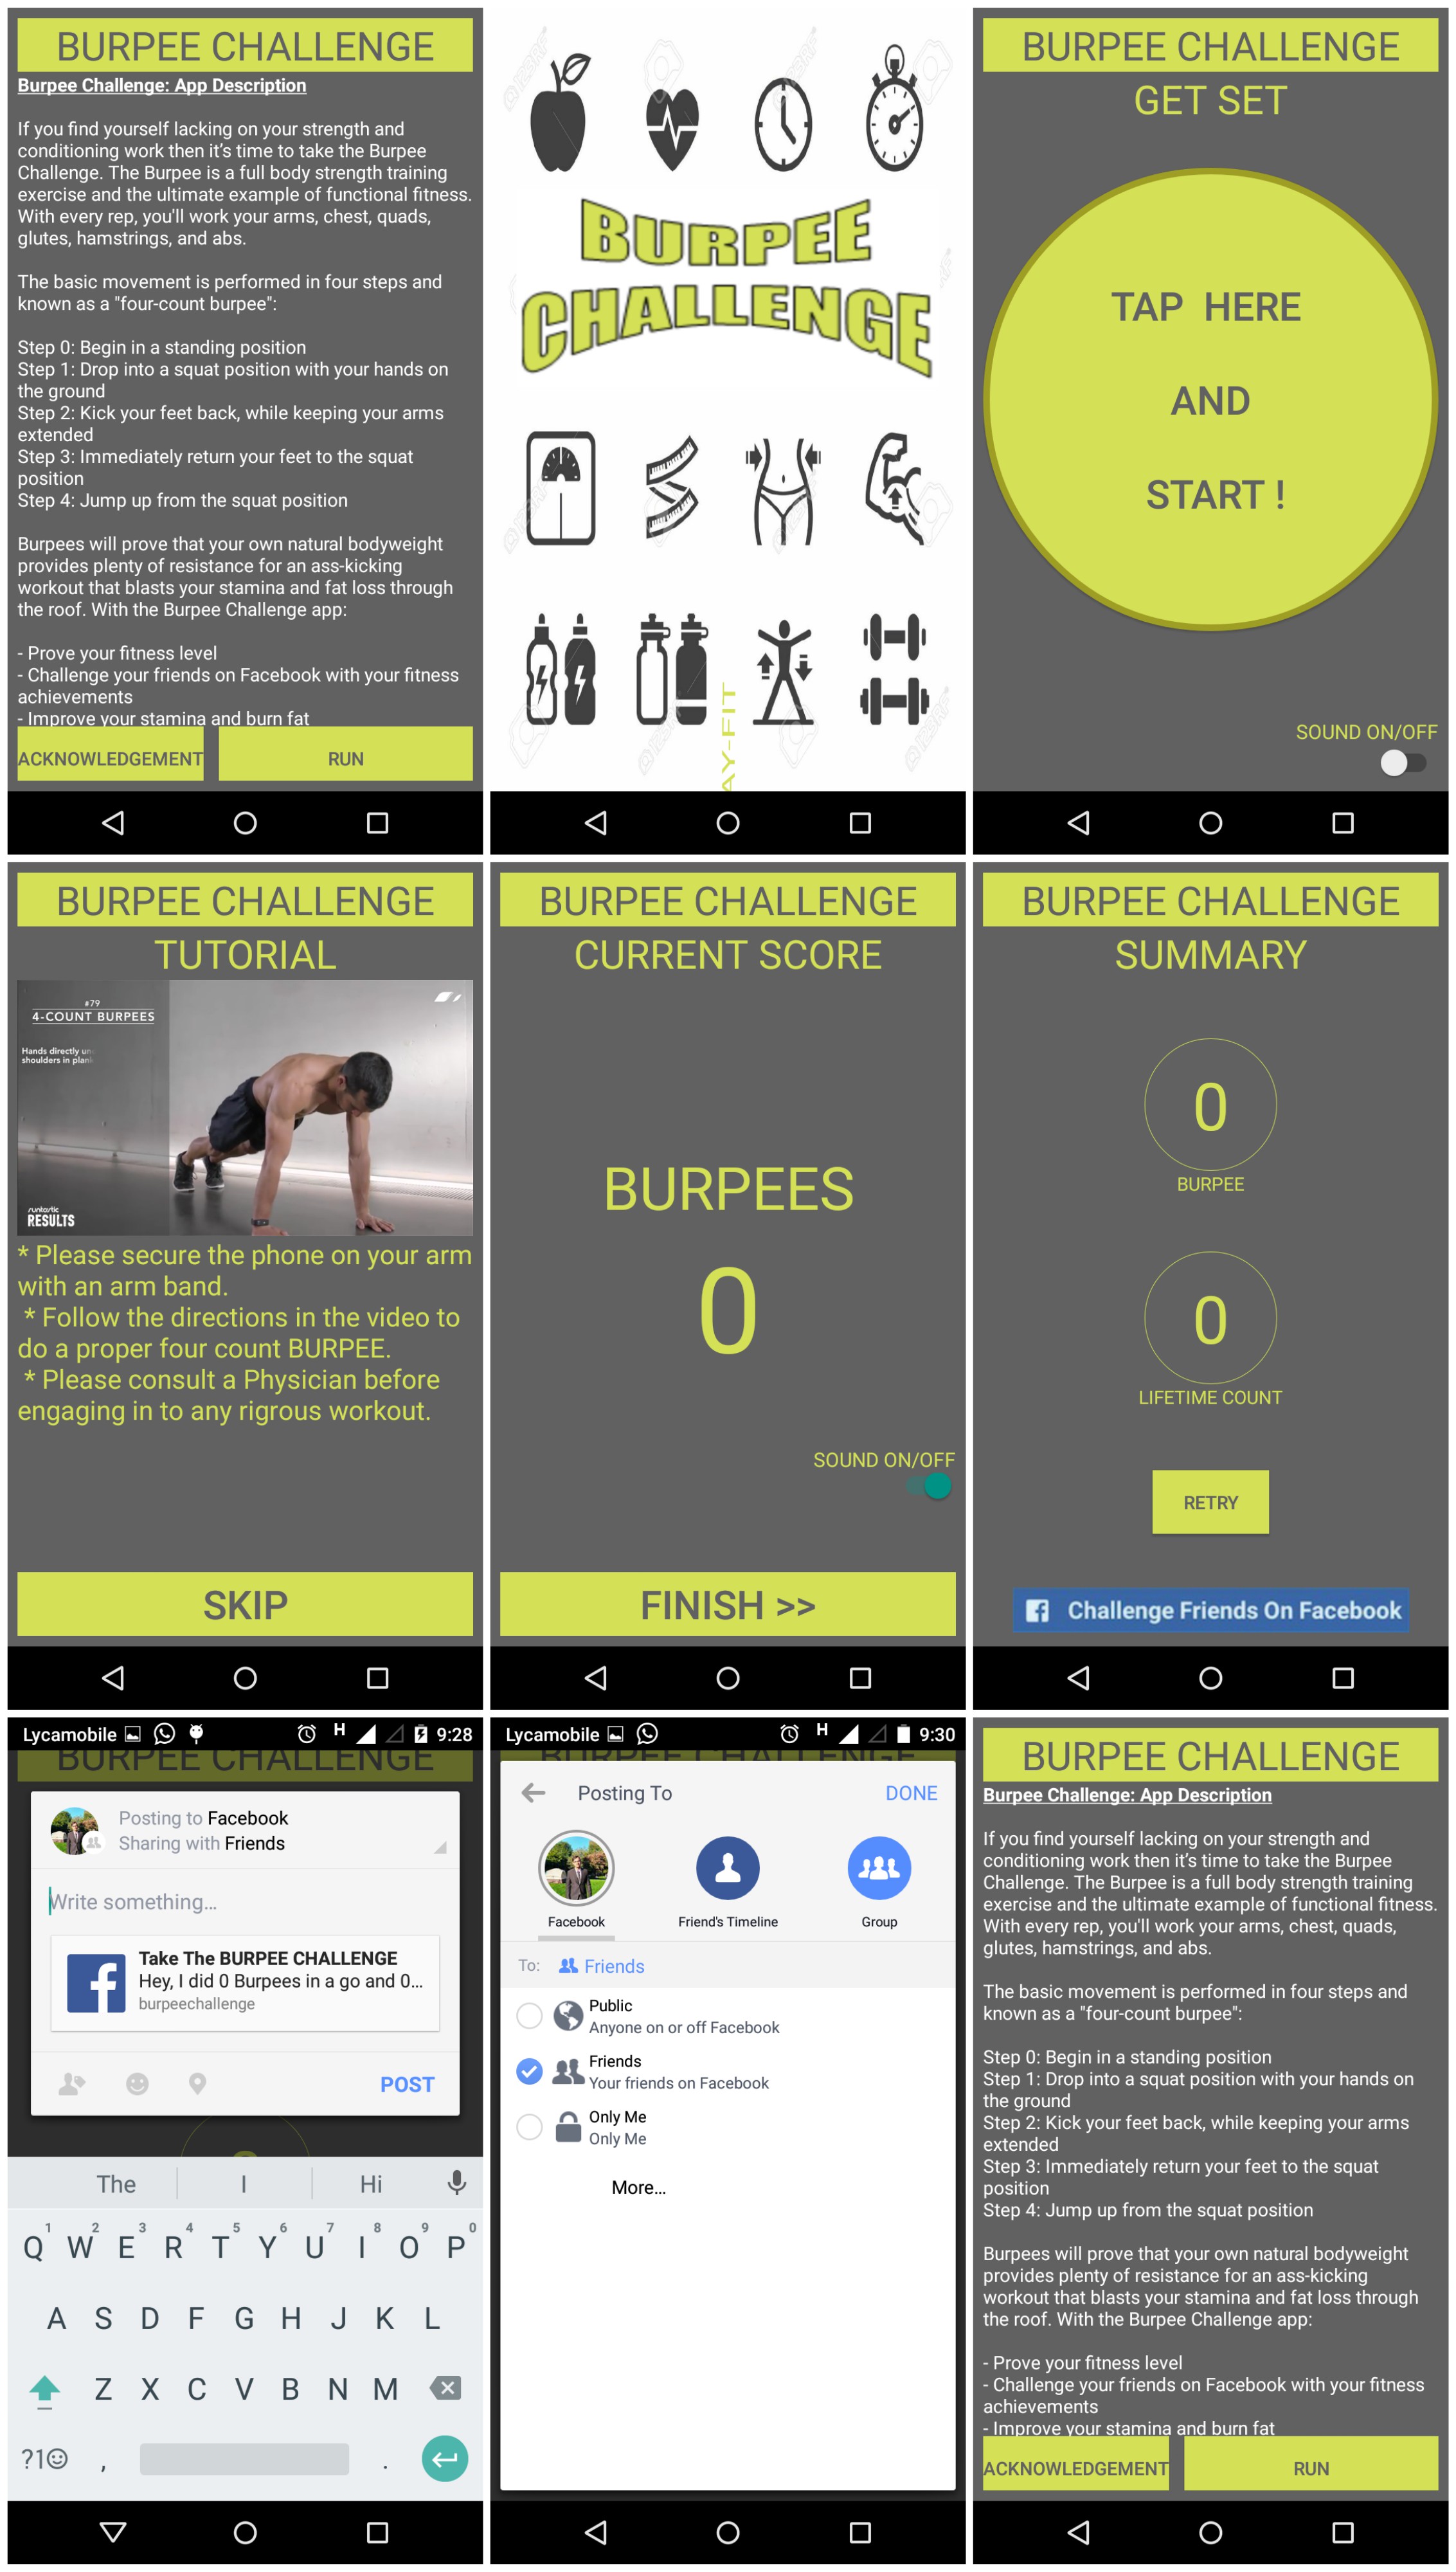 BURPEE CHALLENGE
Burpee Challenge: App Description
If you find yourself lacking on your strength and
conditioning work then it's time to take the Burpee
Challenge. The Burpee is a full body strength training
exercise and the ultimate example of functional fitness.
With every rep, you'll work your arms, chest, quads,
glutes, hamstrings, and abs.
The basic movement is performed in four steps and
known as a "four-count burpee":
Step 0: Begin in a standing position
Step 1: Drop into a squat position with your hands on
the ground
Step 2: Kick your feet back, while keeping your arms
extended
Step 3: Immediately return your feet to the squat
position
Step 4: Jump up from the squat position
Burpees will prove that your own natural bodyweight
provides plenty of resistance for an ass-kicking
workout that blasts your stamina and fat loss through
the roof. With the Burpee Challenge app:
- Prove your fitness level
- Challenge your friends on Facebook with your fitness
achievements
- Improve your stamina and burn fat
ACKNOWLEDGEMENT RUN
BURPEE
CHALLENGE
AY-FIT
BURPEE CHALLENGE
GET SET
TAP HERE
AND
START !
SOUND ON/OFF
BURPEE CHALLENGE
TUTORIAL
#79
4-COUNT BURPEES
Hands directly un
shoulders in plan
runtastic
RESULTS
* Please secure the phone on your arm
with an arm band.
* Follow the directions in the video to
do a proper four count BURPEE.
* Please consult a Physician before
engaging in to any rigrous workout.
SKIP
BURPEE CHALLENGE
CURRENT SCORE
BURPEES
0
SOUND ON/OFF
FINISH >>
BURPEE CHALLENGE
SUMMARY
0
BURPEE
0
LIFETIME COUNT
RETRY
Challenge Friends On Facebook
Lycamobile H 9:28
BURPEE CHALLENGE
Posting to Facebook
Sharing with Friends
Write something...
Take The BURPEE CHALLENGE
Hey, I did 0 Burpees in a go and 0...
burpeechallenge
POST
The I Hi
1 2 3 4 5 6 7 8 9 0
Q W E R T Y U I O P
A S D F G H J K L
Z X C V B N M
?1 , .
Lycamobile H 9:30
BURPEE CHALLENGE
Posting To DONE
Facebook Friend's Timeline Group
To: Friends
Public
Anyone on or off Facebook
Friends
Your friends on Facebook
Only Me
Only Me
More...
BURPEE CHALLENGE
Burpee Challenge: App Description
If you find yourself lacking on your strength and
conditioning work then it's time to take the Burpee
Challenge. The Burpee is a full body strength training
exercise and the ultimate example of functional fitness.
With every rep, you'll work your arms, chest, quads,
glutes, hamstrings, and abs.
The basic movement is performed in four steps and
known as a "four-count burpee":
Step 0: Begin in a standing position
Step 1: Drop into a squat position with your hands on
the ground
Step 2: Kick your feet back, while keeping your arms
extended
Step 3: Immediately return your feet to the squat
position
Step 4: Jump up from the squat position
Burpees will prove that your own natural bodyweight
provides plenty of resistance for an ass-kicking
workout that blasts your stamina and fat loss through
the roof. With the Burpee Challenge app:
- Prove your fitness level
- Challenge your friends on Facebook with your fitness
achievements
- Improve your stamina and burn fat
ACKNOWLEDGEMENT RUN